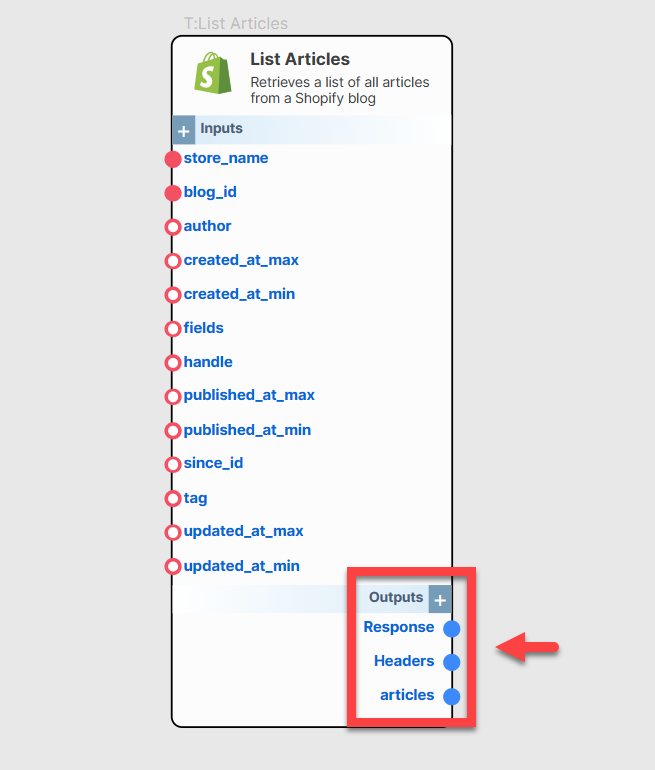 T:List Articles
List Articles
Retrieves a list of all articles
from a Shopify blog
+ Inputs
store_name
blog_id
author
created_at_max
created_at_min
fields
handle
published_at_max
published_at_min
since_id
tag
updated_at_max
updated_at_min
Outputs +
Response
Headers
articles